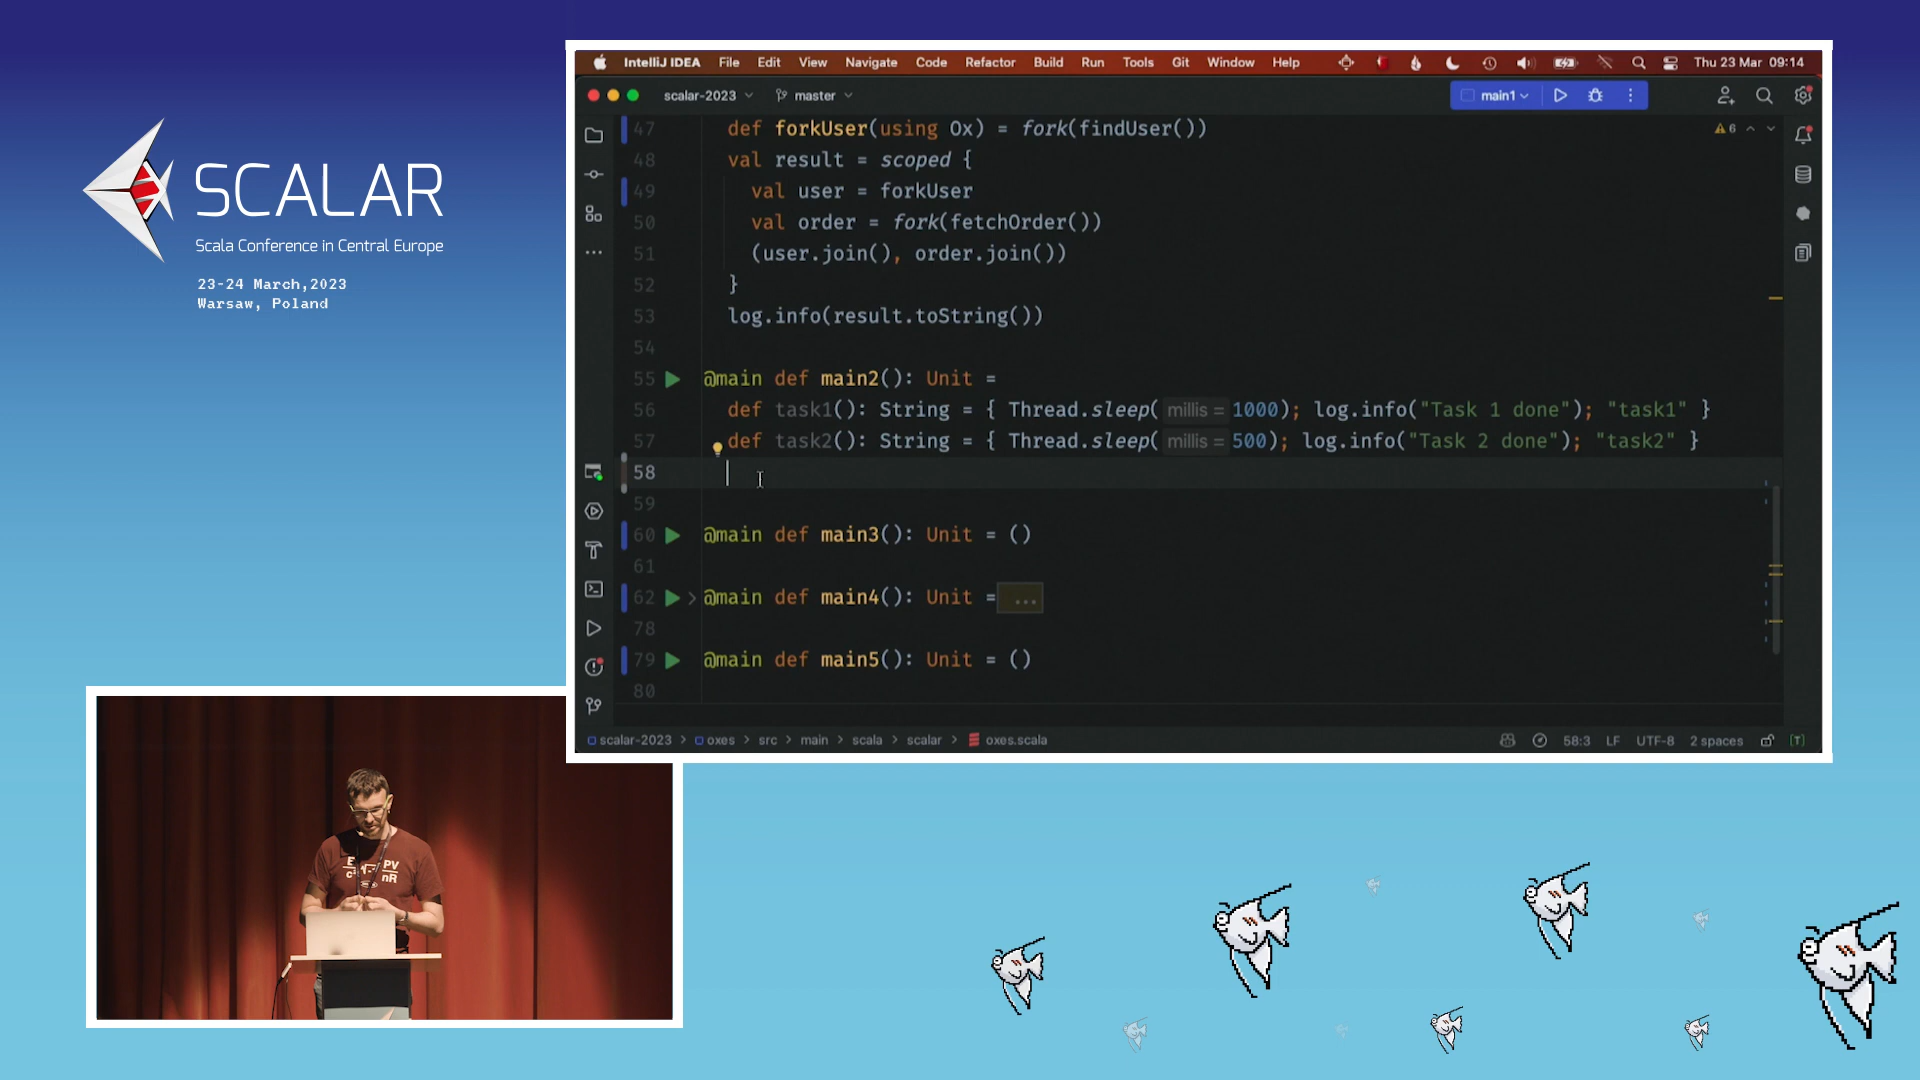 SCALAR
Scala Conference in Central Europe
23-24 March,2023
Warsaw, Poland
IntelliJ IDEA File Edit View Navigate Code Refactor Build Run Tools Git Window Help Thu 23 Mar 09:14
scalar-2023 master main1
47 def forkUser(using Ox) = fork(findUser()) 6
48 val result = scoped {
49 val user = forkUser
50 val order = fork(fetchOrder())
51 (user.join(), order.join())
52 }
53 log.info(result.toString())
54
55 @main def main2(): Unit =
56 def task1(): String = { Thread.sleep( millis = 1000); log.info("Task 1 done"); "task1" }
57 def task2(): String = { Thread.sleep( millis = 500); log.info("Task 2 done"); "task2" }
58
59
60 @main def main3(): Unit = ()
61
62 @main def main4(): Unit = ...
78
79 @main def main5(): Unit = ()
80
scalar-2023 > oxes > src > main > scala > scalar > oxes.scala 58:3 LF UTF-8 2 spaces [T]